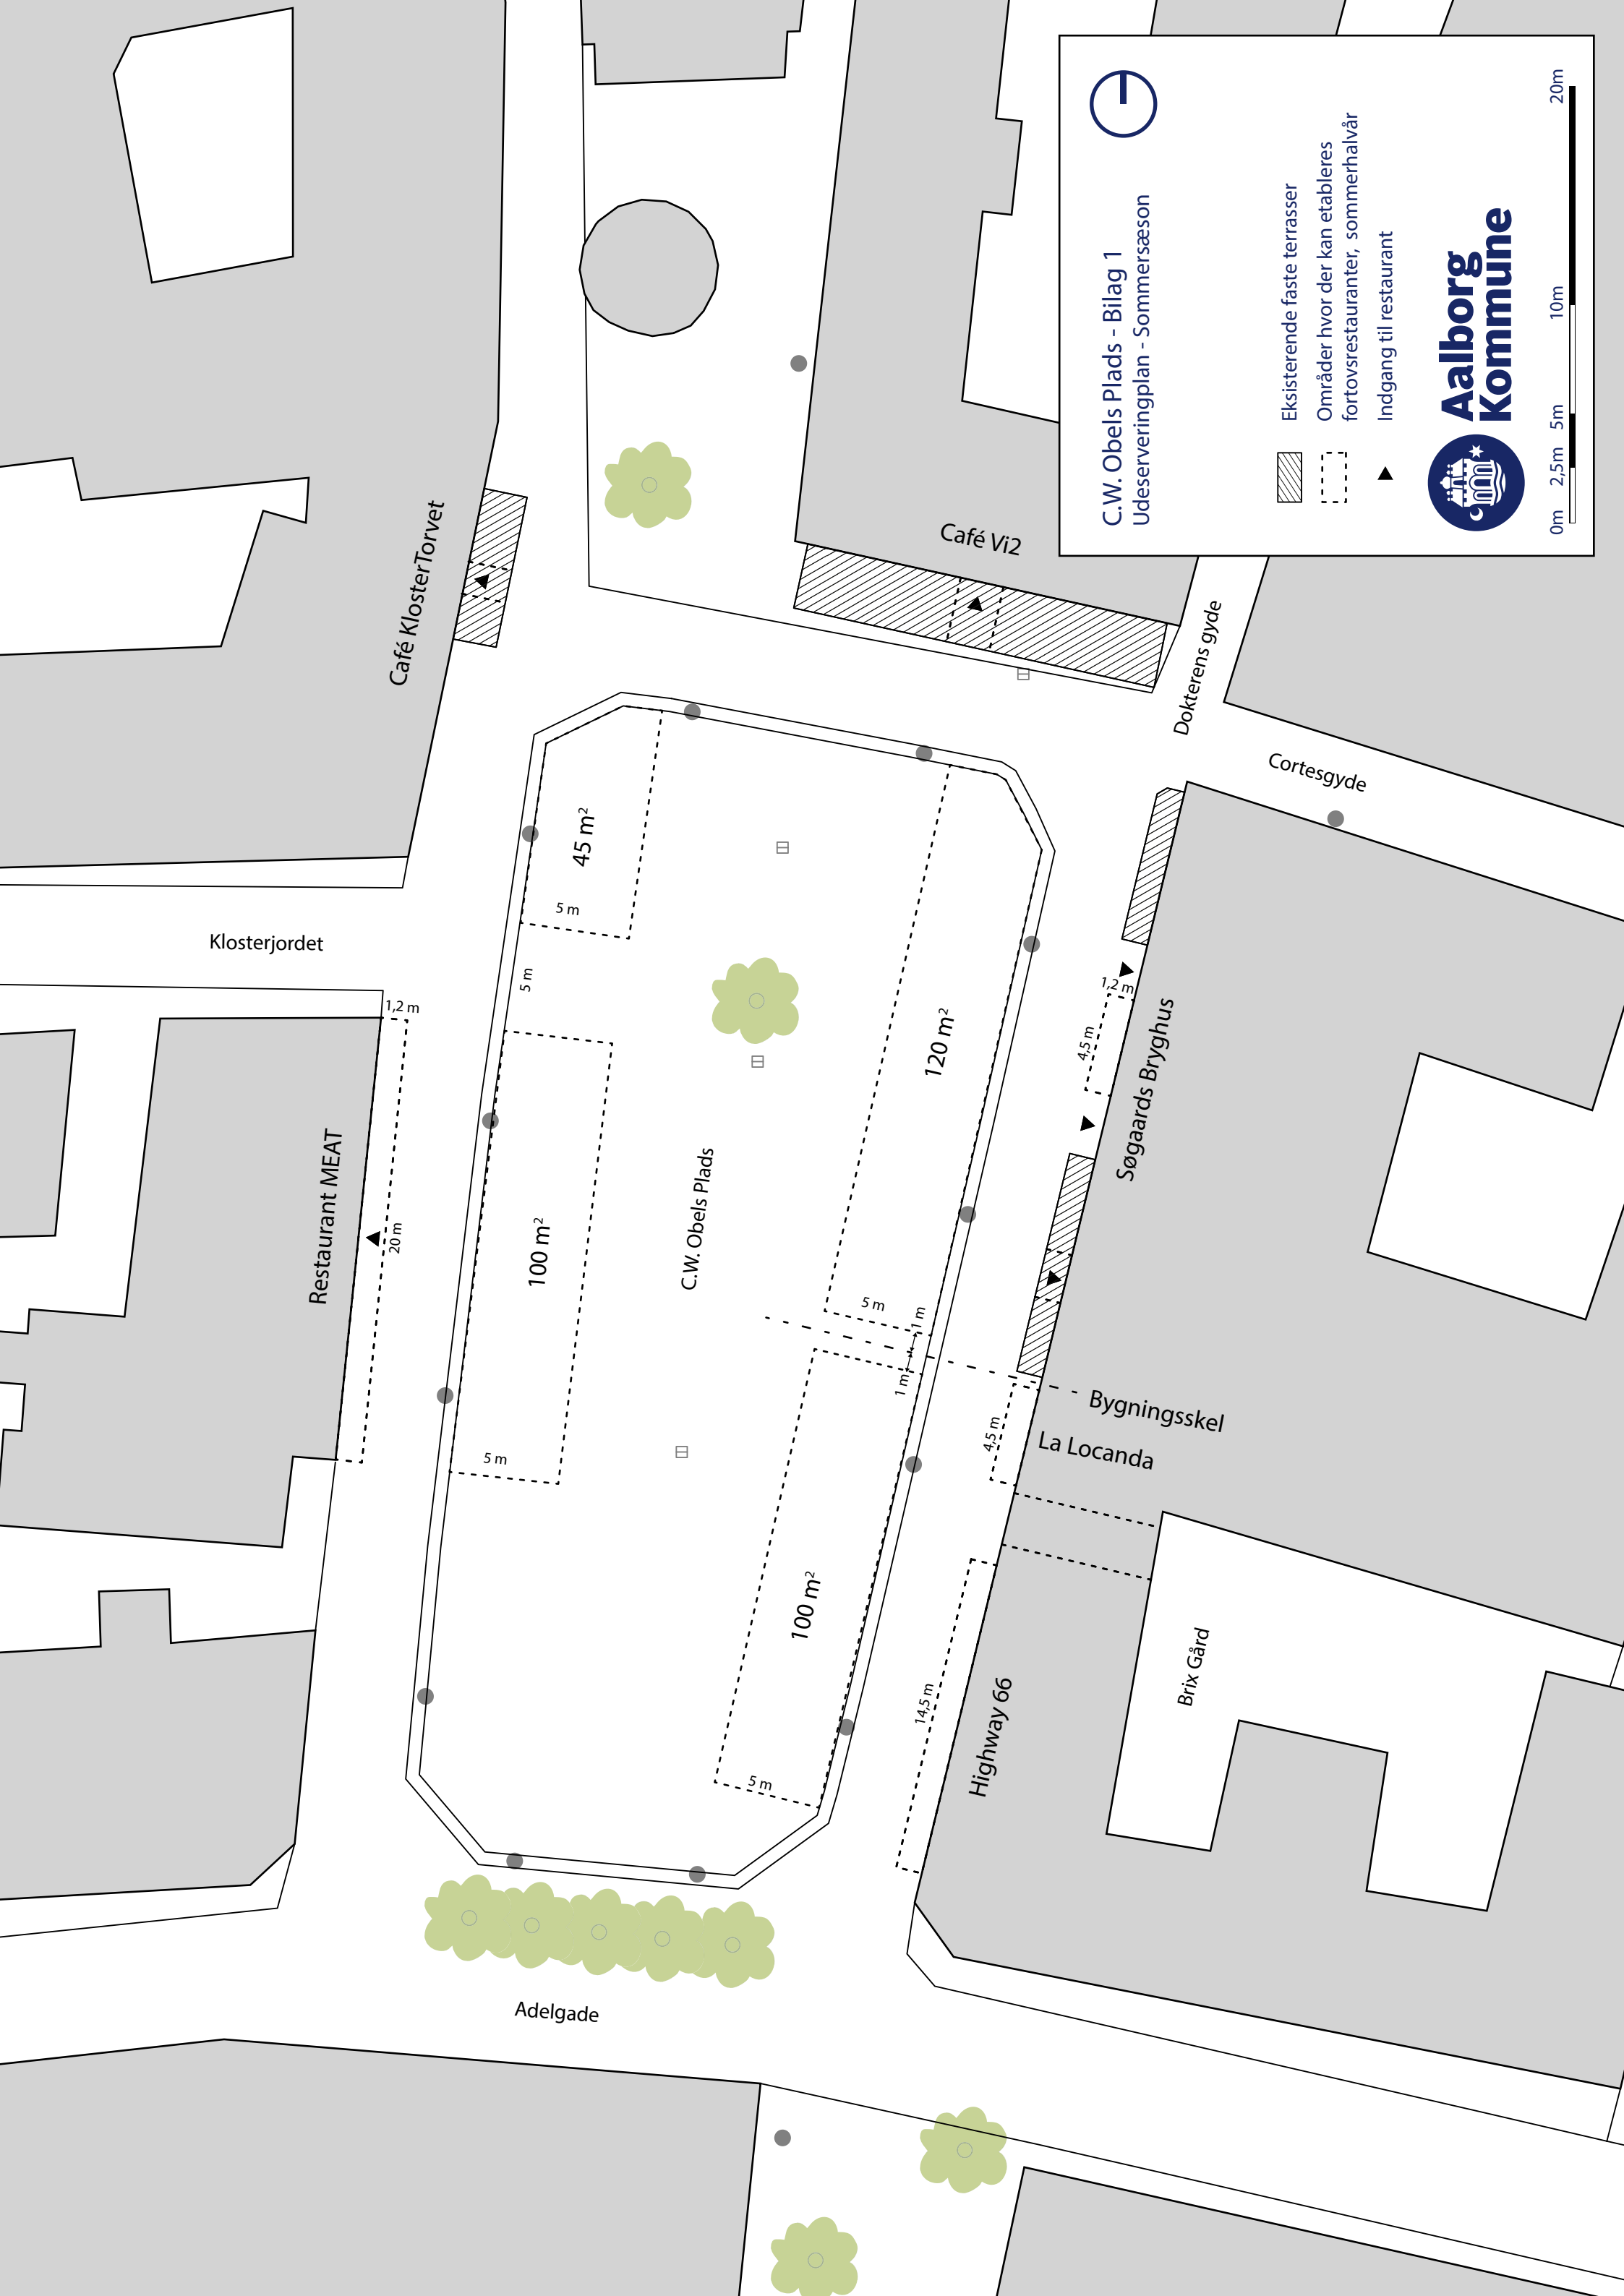 C.W. Obels Plads - Bilag 1
Udeserveringplan - Sommersæson
Eksisterende faste terrasser
Områder hvor der kan etableres
fortovsrestauranter, sommerhalvår
Indgang til restaurant
Aalborg
Kommune
0m 2,5m 5m 10m 20m
Café KlosterTorvet
Café Vi2
Dokterens gyde
Cortesgyde
45 m²
5 m
5 m
Klosterjordet
1,2 m
Restaurant MEAT
20 m
100 m²
5 m
C.W. Obels Plads
120 m²
5 m
1 m
1 m
1,2 m
4,5 m
Søgaards Bryghus
Bygningsskel
La Locanda
4,5 m
100 m²
5 m
14,5 m
Highway 66
Brix Gård
Adelgade